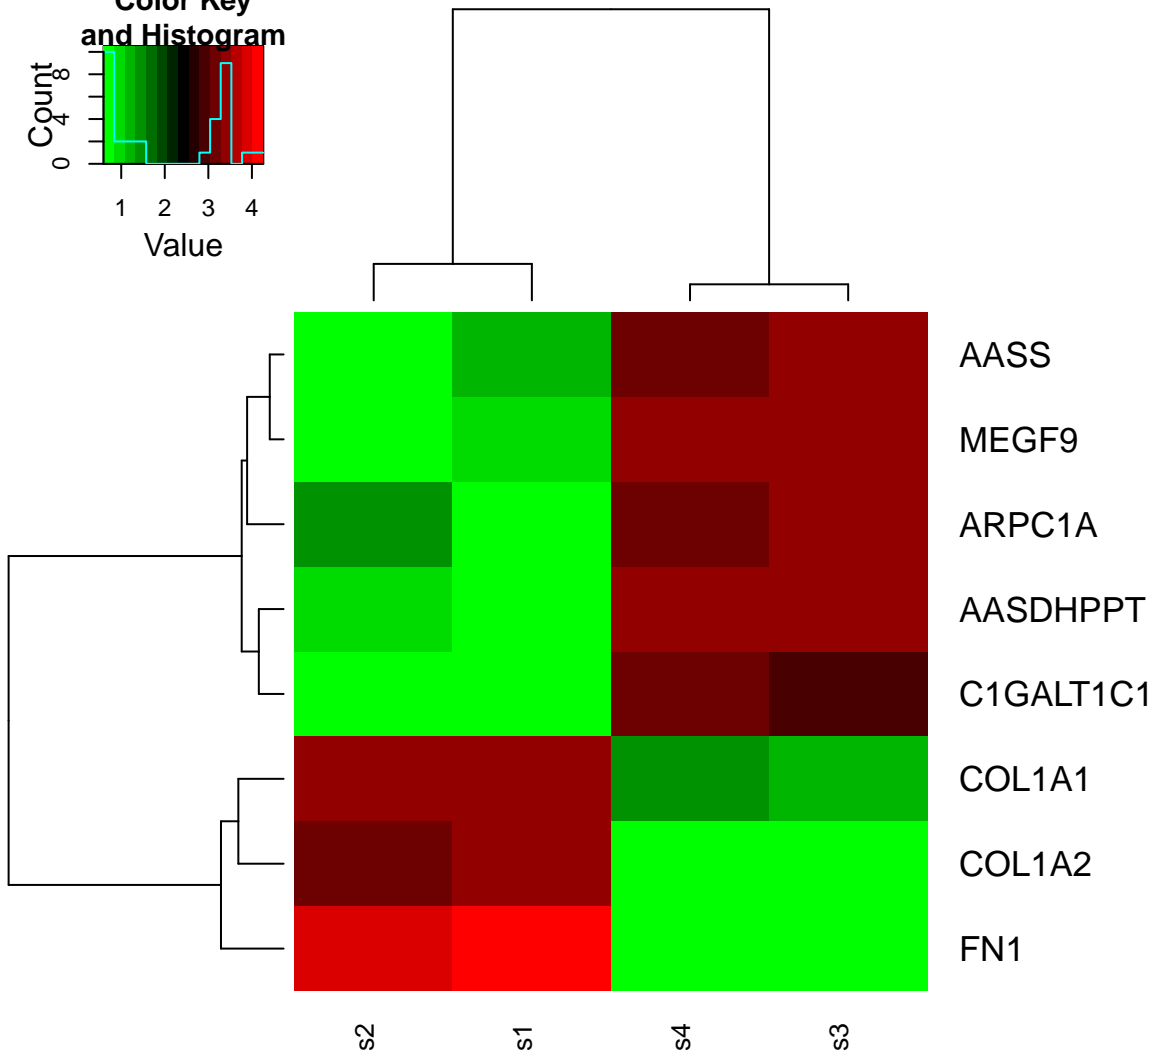 Color Key
and Histogram
Count
0 4 8
1 2 3 4
Value
AASS
MEGF9
ARPC1A
AASDHPPT
C1GALT1C1
COL1A1
COL1A2
FN1
s2 s1 s4 s3